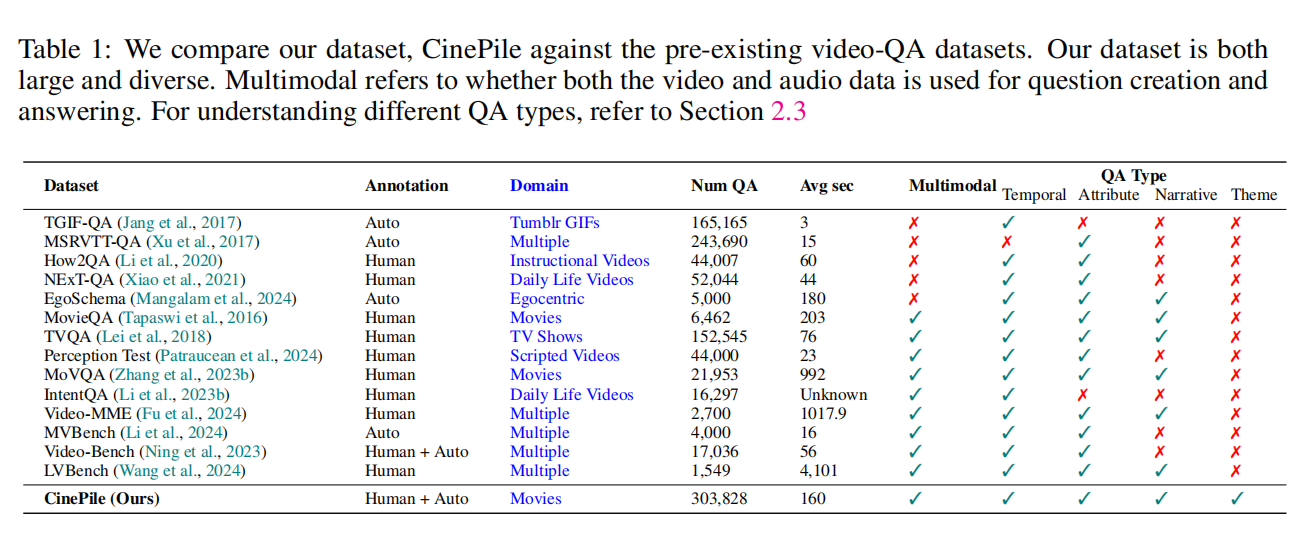 Table 1: We compare our dataset, CinePile against the pre-existing video-QA datasets. Our dataset is both
large and diverse. Multimodal refers to whether both the video and audio data is used for question creation and
answering. For understanding different QA types, refer to Section 2.3
Dataset Annotation Domain Num QA Avg sec Multimodal QA Type
Temporal Attribute Narrative Theme
TGIF-QA (Jang et al., 2017) Auto Tumblr GIFs 165,165 3 ✗ ✓ ✗ ✗ ✗
MSRVTT-QA (Xu et al., 2017) Auto Multiple 243,690 15 ✗ ✗ ✓ ✗ ✗
How2QA (Li et al., 2020) Human Instructional Videos 44,007 60 ✗ ✓ ✓ ✗ ✗
NExT-QA (Xiao et al., 2021) Human Daily Life Videos 52,044 44 ✗ ✓ ✓ ✗ ✗
EgoSchema (Mangalam et al., 2024) Auto Egocentric 5,000 180 ✗ ✓ ✓ ✓ ✗
MovieQA (Tapaswi et al., 2016) Human Movies 6,462 203 ✓ ✓ ✓ ✓ ✗
TVQA (Lei et al., 2018) Human TV Shows 152,545 76 ✓ ✓ ✓ ✓ ✗
Perception Test (Patraucean et al., 2024) Human Scripted Videos 44,000 23 ✓ ✓ ✓ ✗ ✗
MoVQA (Zhang et al., 2023b) Human Movies 21,953 992 ✓ ✓ ✓ ✓ ✗
IntentQA (Li et al., 2023b) Human Daily Life Videos 16,297 Unknown ✓ ✓ ✗ ✗ ✗
Video-MME (Fu et al., 2024) Human Multiple 2,700 1017.9 ✓ ✓ ✓ ✓ ✗
MVBench (Li et al., 2024) Auto Multiple 4,000 16 ✓ ✓ ✓ ✗ ✗
Video-Bench (Ning et al., 2023) Human + Auto Multiple 17,036 56 ✓ ✓ ✓ ✗ ✗
LVBench (Wang et al., 2024) Human Multiple 1,549 4,101 ✓ ✓ ✓ ✓ ✗
CinePile (Ours) Human + Auto Movies 303,828 160 ✓ ✓ ✓ ✓ ✓